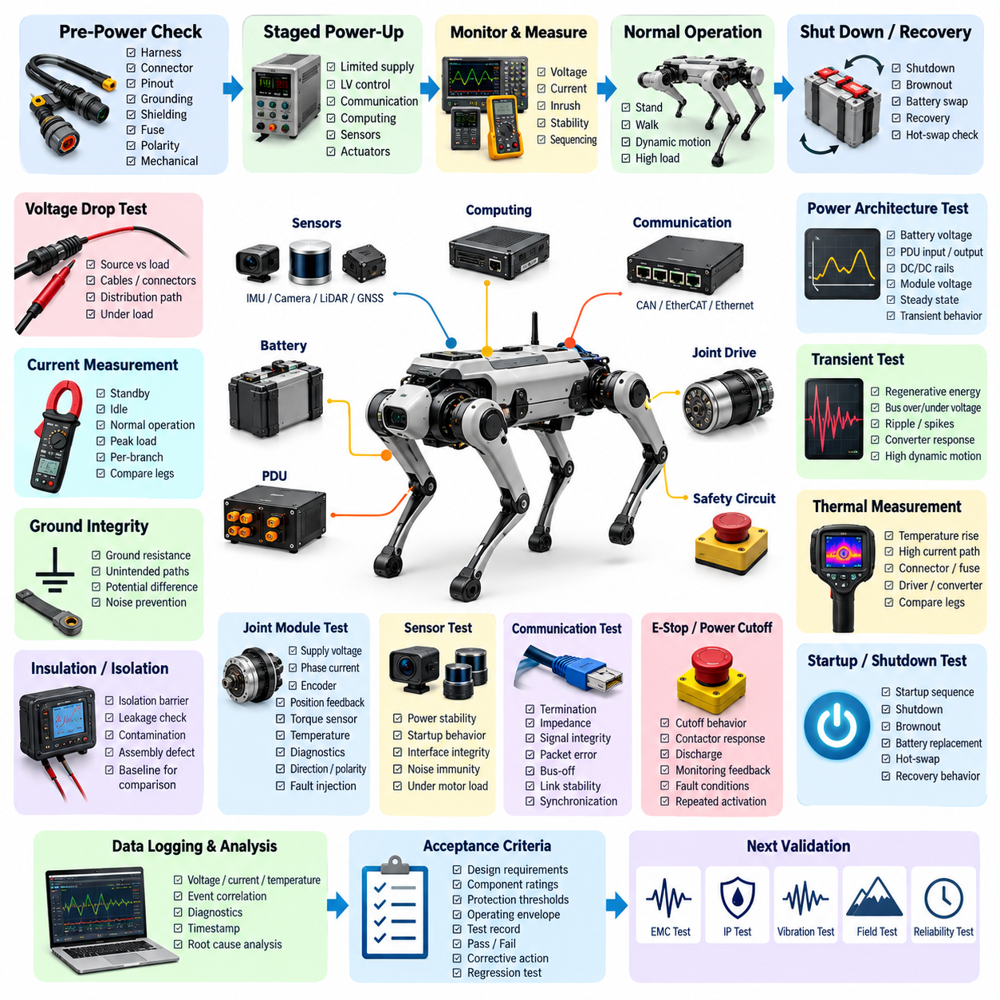 Pre-Power Check
Harness
Connector
Pinout
Grounding
Shielding
Fuse
Polarity
Mechanical
Staged Power-Up
Limited supply
LV control
Communication
Computing
Sensors
Actuators
Monitor & Measure
Voltage
Current
Inrush
Stability
Sequencing
Normal Operation
Stand
Walk
Dynamic motion
High load
Shut Down / Recovery
Shutdown
Brownout
Battery swap
Recovery
Hot-swap check
Voltage Drop Test
Source vs load
Cables / connectors
Distribution path
Under load
Sensors
IMU / Camera / LiDAR / GNSS
Computing
Communication
CAN / EtherCAT / Ethernet
Power Architecture Test
Battery voltage
PDU input / output
DC/DC rails
Module voltage
Steady state
Transient behavior
Current Measurement
Standby
Idle
Normal operation
Peak load
Per-branch
Compare legs
Battery
Joint Drive
Transient Test
Regenerative energy
Bus over/under voltage
Ripple / spikes
Converter response
High dynamic motion
PDU
Safety Circuit
Ground Integrity
Ground resistance
Unintended paths
Potential difference
Noise prevention
Thermal Measurement
Temperature rise
High current path
Connector / fuse
Driver / converter
Compare legs
Insulation / Isolation
Isolation barrier
Leakage check
Contamination
Assembly defect
Baseline for
comparison
Joint Module Test
Supply voltage
Phase current
Encoder
Position feedback
Torque sensor
Temperature
Diagnostics
Direction / polarity
Fault injection
Sensor Test
Power stability
Startup behavior
Interface integrity
Noise immunity
Under motor load
Communication Test
Termination
Impedance
Signal integrity
Packet error
Bus-off
Link stability
Synchronization
E-Stop / Power Cutoff
Cutoff behavior
Contactor response
Discharge
Monitoring feedback
Fault conditions
Repeated activation
Startup / Shutdown Test
Startup sequence
Shutdown
Brownout
Battery replacement
Hot-swap
Recovery behavior
Data Logging & Analysis
Voltage / current / temperature
Event correlation
Diagnostics
Timestamp
Root cause analysis
Acceptance Criteria
Design requirements
Component ratings
Protection thresholds
Operating envelope
Test record
Pass / Fail
Corrective action
Regression test
Next Validation
EMC Test
IP Test
Vibration Test
Field Test
Reliability Test